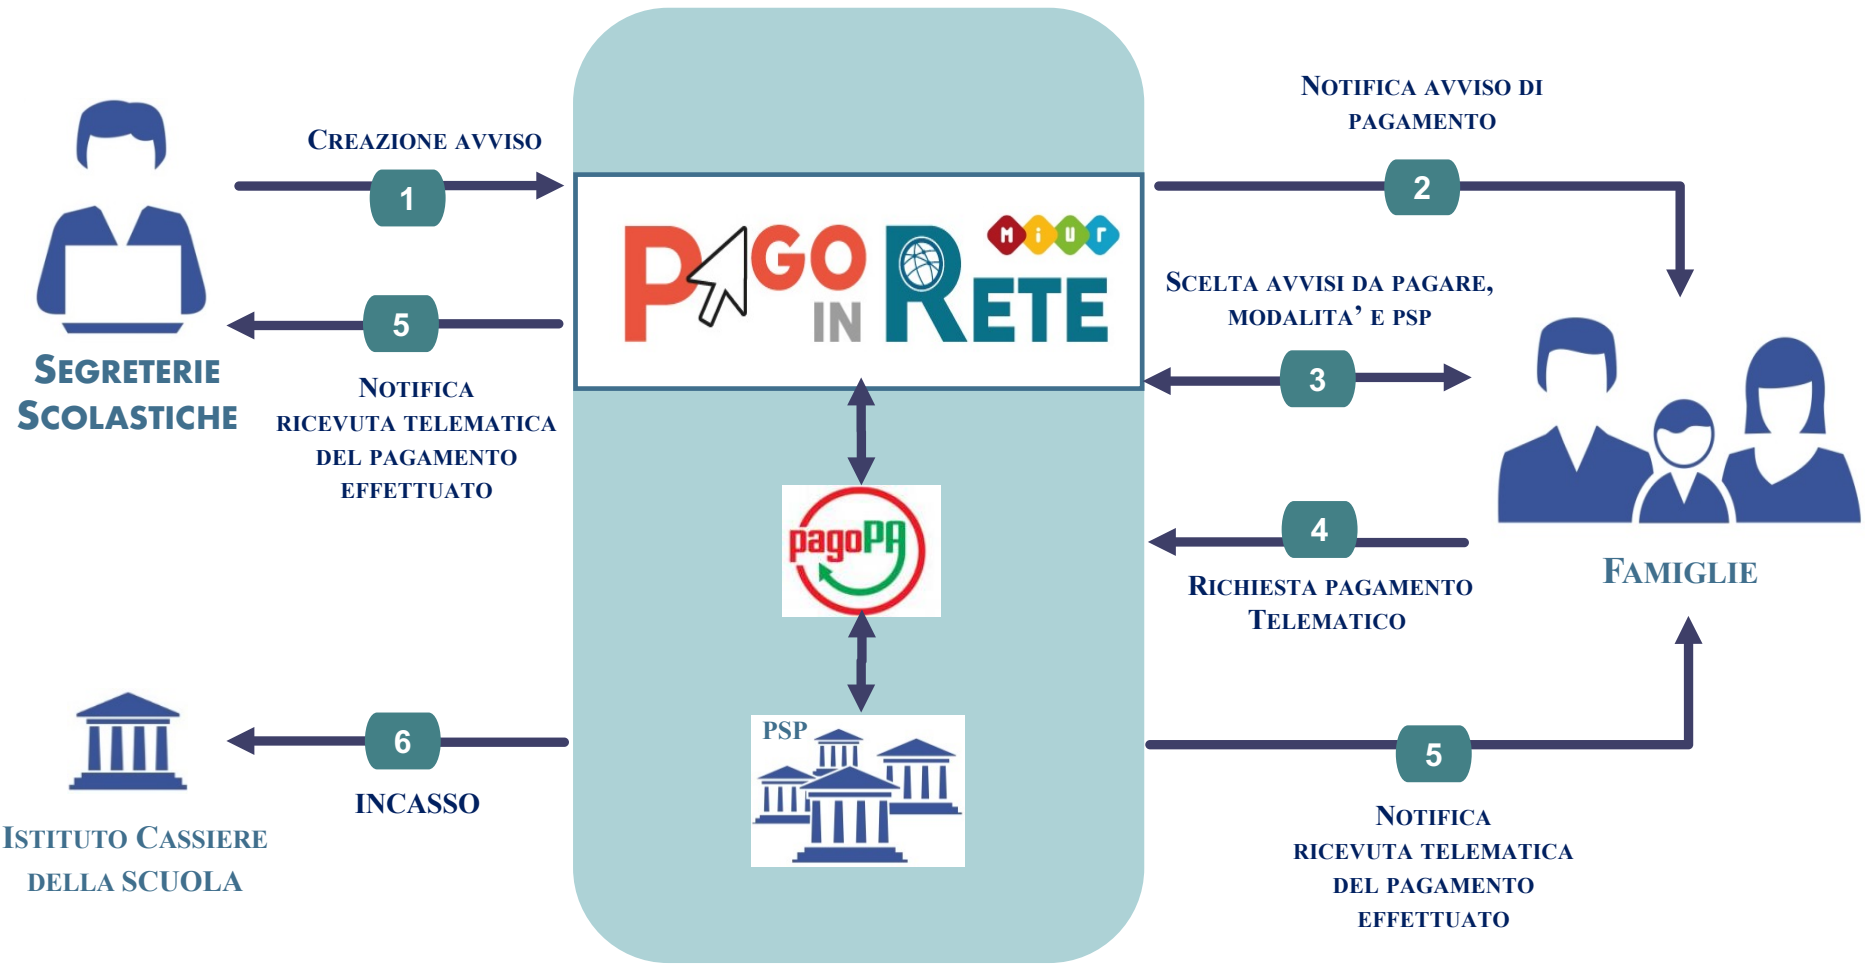 CREAZIONE AVVISO
1
NOTIFICA AVVISO DI
PAGAMENTO
2
PAGO
IN
RETE
MiUr
SCELTA AVVISI DA PAGARE,
MODALITA’ E PSP
3
5
SEGRETERIE
SCOLASTICHE
NOTIFICA
RICEVUTA TELEMATICA
DEL PAGAMENTO
EFFETTUATO
pagoPA
4
RICHIESTA PAGAMENTO
TELEMATICO
FAMIGLIE
6
INCASSO
ISTITUTO CASSIERE
DELLA SCUOLA
PSP
5
NOTIFICA
RICEVUTA TELEMATICA
DEL PAGAMENTO
EFFETTUATO